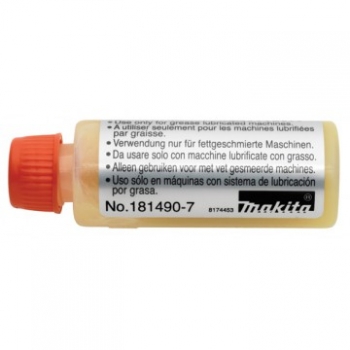 • Use only for grease lubricated machines.
• A utiliser seulement pour les machines lubrifiées
par graisse.
• Verwendung nur für fettgeschmierte Maschinen.
• Da usare solo con macchine lubrificate con grasso.
• Alleen gebruiken voor met vet gesmeerde machines.
• Uso sólo en máquinas con sistema de lubricación
por grasa.
No.181490-7 8174483 makita®